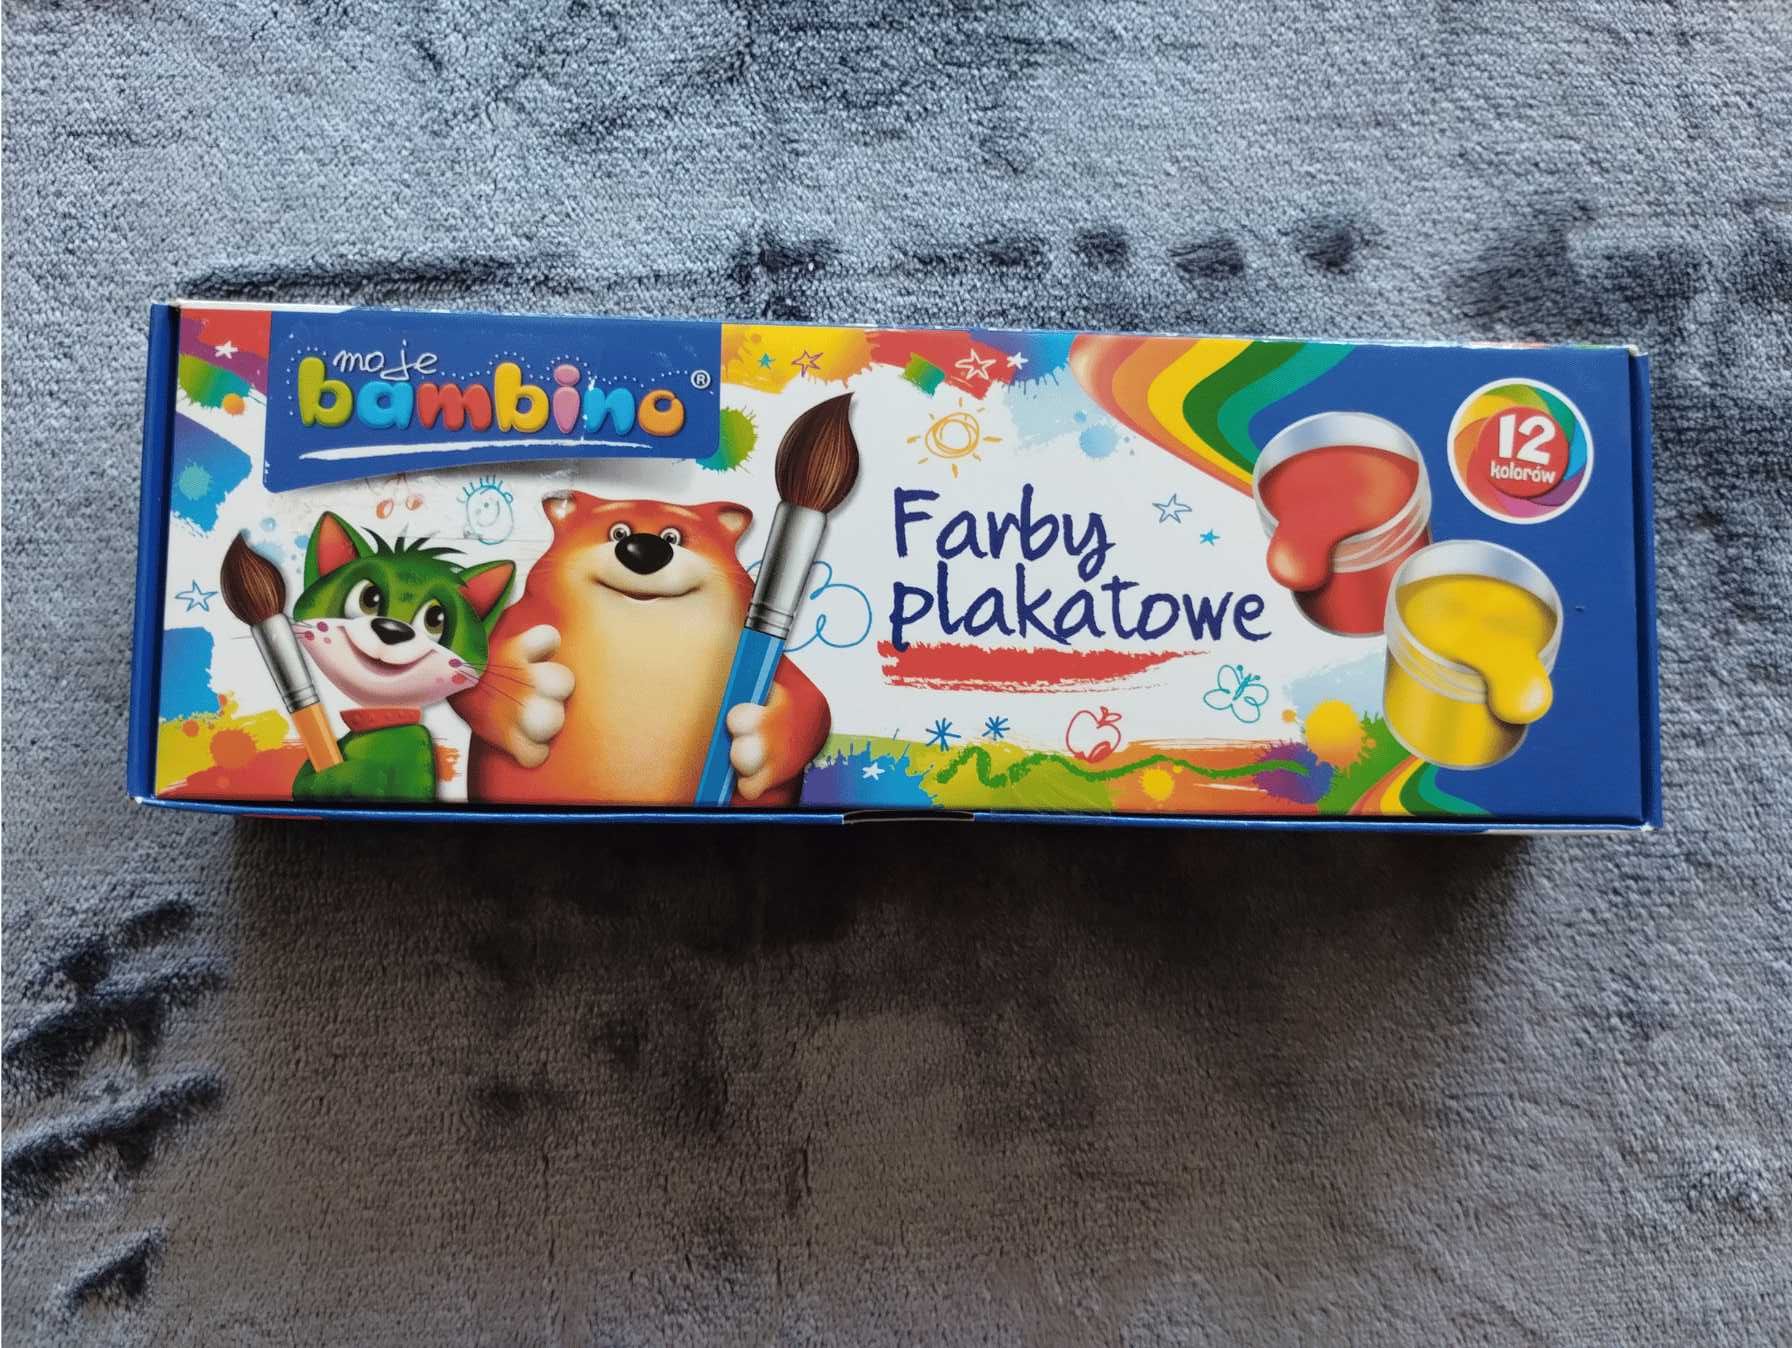 moje
bambino ®
Farby
plakatowe
12
kolorów